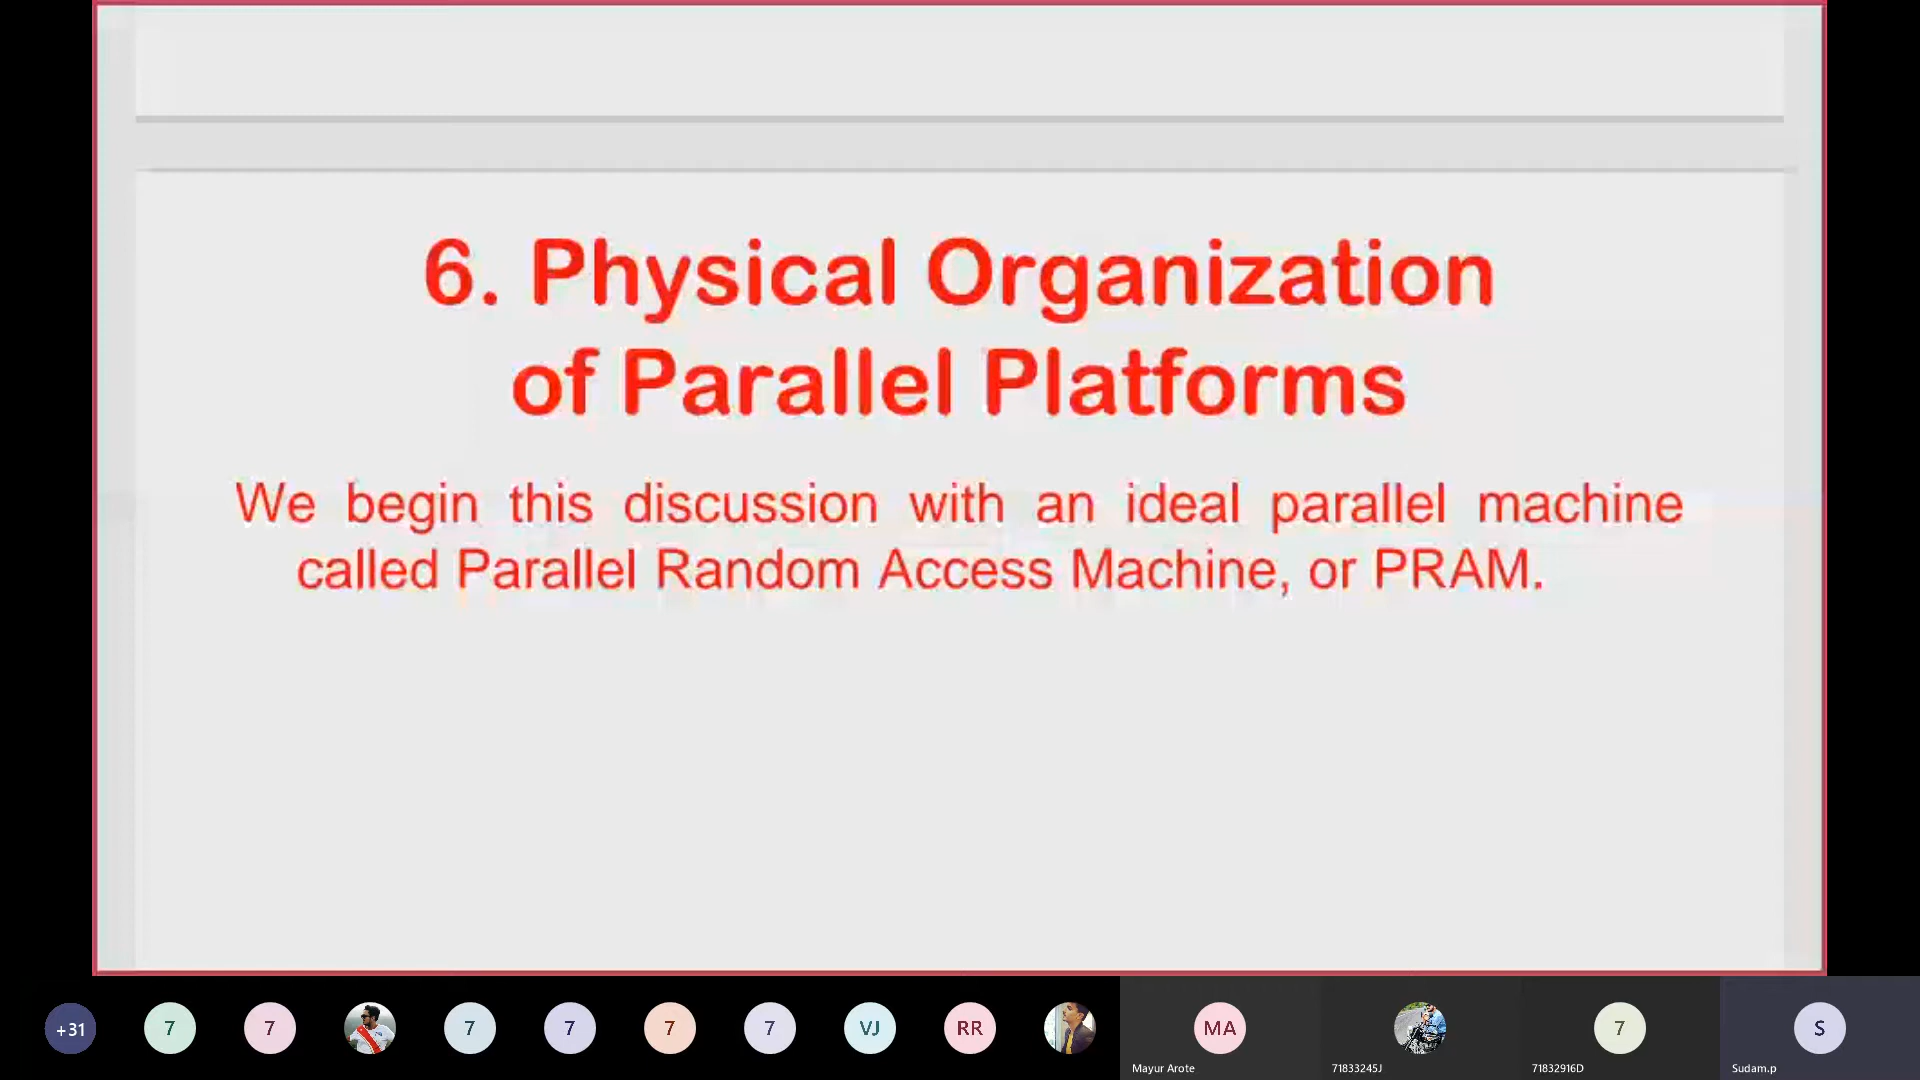 6. Physical Organization
of Parallel Platforms
We begin this discussion with an ideal parallel machine
called Parallel Random Access Machine, or PRAM.
+31
7
7
7
7
7
7
VJ
RR
MA
7
S
Mayur Arote
71833245J
71832916D
Sudam.p